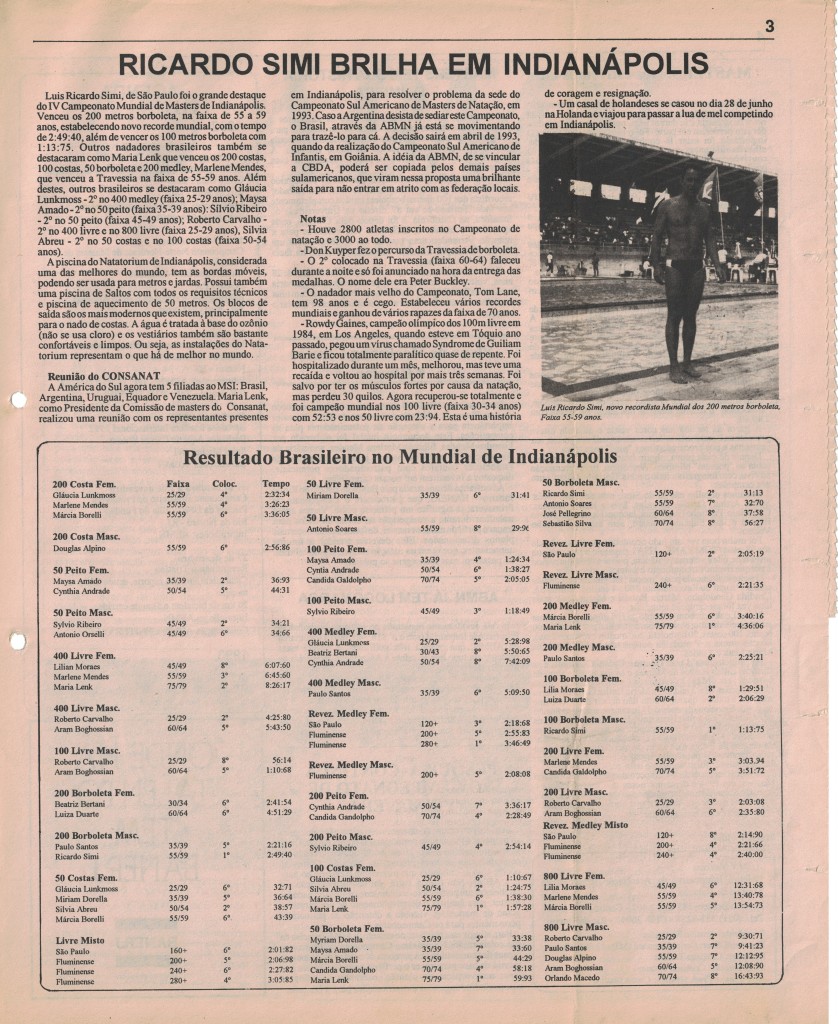 3
RICARDO SIMI BRILHA EM INDIANÁPOLIS
Luis Ricardo Simi, de São Paulo foi o grande destaque
do IV Campeonato Mundial de Masters de Indianápolis.
Venceu os 200 metros borboleta, na faixa de 55 a 59
anos, estabelecendo novo recorde mundial, com o tempo
de 2:49:40, além de vencer os 100 metros borboleta com
1:13:75. Outros nadadores brasileiros também se
destacaram como Maria Lenk que venceu os 200 costas,
100 costas, 50 borboleta e 200 medley, Marlene Mendes,
que venceu a Travessia na faixa de 55-59 anos. Além
destes, outros brasileiros se destacaram como Gláucia
Lunkmoss - 2º no 400 medley (faixa 25-29 anos); Maysa
Amado - 2º no 50 peito (faixa 35-39 anos): Sílvio Ribeiro
- 2º no 50 peito (faixa 45-49 anos); Roberto Carvalho -
2º no 400 livre e no 800 livre (faixa 25-29 anos), Silvia
Abreu - 2º no 50 costas e no 100 costas (faixa 50-54
anos).
A piscina do Natatorium de Indianápolis, considerada
uma das melhores do mundo, tem as bordas móveis,
podendo ser usada para metros e jardas. Possui também
uma piscina de Saltos com todos os requisitos técnicos
e piscina de aquecimento de 50 metros. Os blocos de
saída são os mais modernos que existem, principalmente
para o nado de costas. A água é tratada à base do ozônio
(não se usa cloro) e os vestiários também são bastante
confortáveis e limpos. Ou seja, as instalações do Nata-
torium representam o que há de melhor no mundo.
Reunião do CONSANAT
A América do Sul agora tem 5 filiadas ao MSI: Brasil,
Argentina, Uruguai, Equador e Venezuela. Maria Lenk,
como Presidente da Comissão de masters do Consanat,
realizou uma reunião com os representantes presentes
em Indianápolis, para resolver o problema da sede do
Campeonato Sul Americano de Masters de Natação, em
1993. Caso a Argentina desista de sediar este Campeonato,
o Brasil, através da ABMN já está se movimentando
para trazê-lo para cá. A decisão sairá em abril de 1993,
quando da realização do Campeonato Sul Americano de
Infantis, em Goiânia. A idéia da ABMN, de se vincular
a CBDA, poderá ser copiada pelos demais países
sulamericanos, que viram nessa proposta uma brilhante
saída para não entrar em atrito com as federação locais.
Notas
- Houve 2800 atletas inscritos no Campeonato de
natação e 3000 ao todo.
- Don Kuyper fez o percurso da Travessia de borboleta.
- O 2º colocado na Travessia (faixa 60-64) faleceu
durante a noite e só foi anunciado na hora da entrega das
medalhas. O nome dele era Peter Buckley.
- O nadador mais velho do Campeonato, Tom Lane,
tem 98 anos e é cego. Estabeleceu vários recordes
mundiais e ganhou de vários rapazes da faixa de 70 anos.
- Rowdy Gaines, campeão olímpico dos 100m livre em
1984, em Los Angeles, quando esteve em Tóquio ano
passado, pegou um vírus chamado Syndrome de Guiliam
Barie e ficou totalmente paralítico quase de repente. Foi
hospitalizado durante um mês, melhorou, mas teve uma
recaída e voltou ao hospital por mais três semanas. Foi
salvo por ter os músculos fortes por causa da natação,
mas perdeu 30 quilos. Agora recuperou-se totalmente e
foi campeão mundial nos 100 livre (faixa 30-34 anos)
com 52:53 e nos 50 livre com 23:94. Esta é uma história
de coragem e resignação.
- Um casal de holandeses se casou no dia 28 de junho
na Holanda e viajou para passar a lua de mel competindo
em Indianápolis.
Luis Ricardo Simi, novo recordista Mundial dos 200 metros borboleta,
Faixa 55-59 anos.
Resultado Brasileiro no Mundial de Indianápolis
200 Costa Fem. Faixa Coloc. Tempo
Gláucia Lunkmoss 25/29 4º 2:32:34
Marlene Mendes 55/59 4º 3:26:23
Márcia Borelli 55/59 6º 3:36:05
200 Costa Masc.
Douglas Alpino 55/59 6º 2:56:86
50 Peito Fem.
Maysa Amado 35/39 2º 36:93
Cynthia Andrade 50/54 5º 44:31
50 Peito Masc.
Sylvio Ribeiro 45/49 2º 34:21
Antonio Orselli 45/49 6º 34:66
400 Livre Fem.
Lilian Moraes 45/49 8º 6:07:60
Marlene Mendes 55/59 3º 6:45:60
Maria Lenk 75/79 2º 8:26:17
400 Livre Masc.
Roberto Carvalho 25/29 2º 4:25:80
Aram Boghossian 60/64 5º 5:43:50
100 Livre Masc.
Roberto Carvalho 25/29 8º 56:14
Aram Boghossian 60/64 5º 1:10:68
200 Borboleta Fem.
Beatriz Bertani 30/34 6º 2:41:54
Luiza Duarte 60/64 6º 4:51:29
200 Borboleta Masc.
Paulo Santos 35/39 5º 2:21:16
Ricardo Simi 55/59 1º 2:49:40
50 Costas Fem.
Gláucia Lunkmoss 25/29 6º 32:71
Miriam Dorella 35/39 5º 36:64
Silvia Abreu 50/54 2º 38:57
Márcia Borelli 55/59 6º 43:39
Livre Misto
São Paulo 160+ 6º 2:01:82
Fluminense 200+ 5º 2:06:98
Fluminense 240+ 6º 2:27:82
Fluminense 280+ 4º 3:05:85
50 Livre Fem.
Miriam Dorella 35/39 6º 31:41
50 Livre Masc.
Antonio Soares 55/59 8º
100 Peito Fem.
Maysa Amado 35/39 4º 1:24:34
Cyntia Andrade 50/54 6º 1:38:27
Candida Galdolpho 70/74 5º 2:05:05
100 Peito Masc.
Sylvio Ribeiro 45/49 3º 1:18:49
400 Medley Fem.
Gláucia Lunkmoss 25/29 2º 5:28:98
Beatriz Bertani 30/43 8º 5:50:65
Cynthia Andrade 50/54 8º 7:42:09
400 Medley Masc.
Paulo Santos 35/39 6º 5:09:50
Revez. Medley Fem.
São Paulo 120+ 3º 2:18:68
Fluminense 200+ 5º 2:55:83
Fluminense 280+ 1º 3:46:49
Revez. Medley Masc.
Fluminense 200+ 5º 2:08:08
200 Peito Fem.
Cynthia Andrade 50/54 7º 3:36:17
Candida Gandolpho 70/74 4º 2:28:49
200 Peito Masc.
Sylvio Ribeiro 45/49 4º 2:54:14
100 Costas Fem.
Gláucia Lunkmoss 25/29 6º 1:10:67
Silvia Abreu 50/54 2º 1:24:75
Márcia Borelli 55/59 6º 1:38:30
Maria Lenk 75/79 1º 1:57:28
50 Borboleta Fem.
Myriam Dorella 35/39 5º 33:38
Maysa Amado 35/39 7º 33:60
Márcia Borelli 55/59 5º 44:29
Candida Gandolpho 70/74 4º 58:18
Maria Lenk 75/79 1º 59:93
50 Borboleta Masc.
Ricardo Simi 55/59 2º 31:13
Antonio Soares 55/59 7º 32:70
José Pellegrino 60/64 8º 37:58
Sebastião Silva 70/74 8º 56:27
Revez. Livre Fem.
São Paulo 120+ 2º 2:05:19
Revez. Livre Masc.
Fluminense 240+ 6º 2:21:35
200 Medley Fem.
Márcia Borelli 55/59 6º 3:40:16
Maria Lenk 75/79 1º 4:36:06
200 Medley Masc.
Paulo Santos 35/39 6º 2:25:21
100 Borboleta Fem.
Lilia Moraes 45/49 8º 1:29:51
Luiza Duarte 60/64 2º 2:06:29
100 Borboleta Masc.
Ricardo Simi 55/59 1º 1:13:75
200 Livre Fem.
Marlene Mendes 55/59 3º 3:03.94
Candida Galdolpho 70/74 5º 3:51:72
200 Livre Masc.
Roberto Carvalho 25/29 3º 2:03:08
Aram Boghossian 60/64 6º 2:35:80
Revez. Medley Misto
São Paulo 120+ 8º 2:14:90
Fluminense 200+ 4º 2:21:66
Fluminense 240+ 4º 2:40:00
800 Livre Fem.
Lilia Moraes 45/49 6º 12:31:68
Marlene Mendes 55/59 4º 13:40:78
Márcia Borelli 55/59 5º 13:54:73
800 Livre Masc.
Roberto Carvalho 25/29 2º 9:30:71
Paulo Santos 35/39 7º 9:41:23
Douglas Alpino 55/59 7º 12:12:95
Aram Boghossian 60/64 5º 12:08:90
Orlando Macedo 70/74 8º 16:43:93